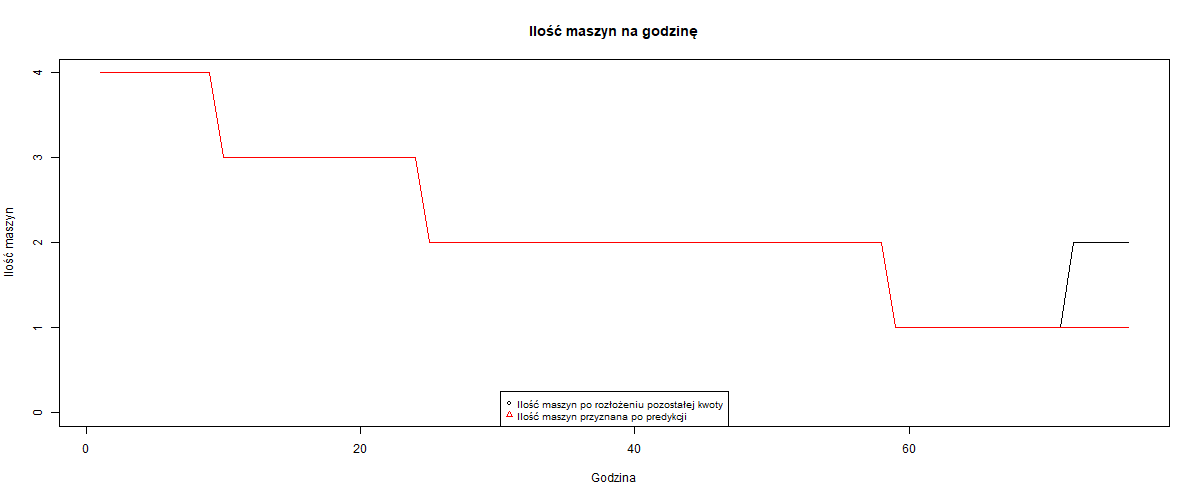 Ilość maszyn na godzinę
Ilość maszyn
4
3
2
1
0
Ilość maszyn po rozłożeniu pozostałej kwoty
Ilość maszyn przyznana po predykcji
0 20 40 60
Godzina